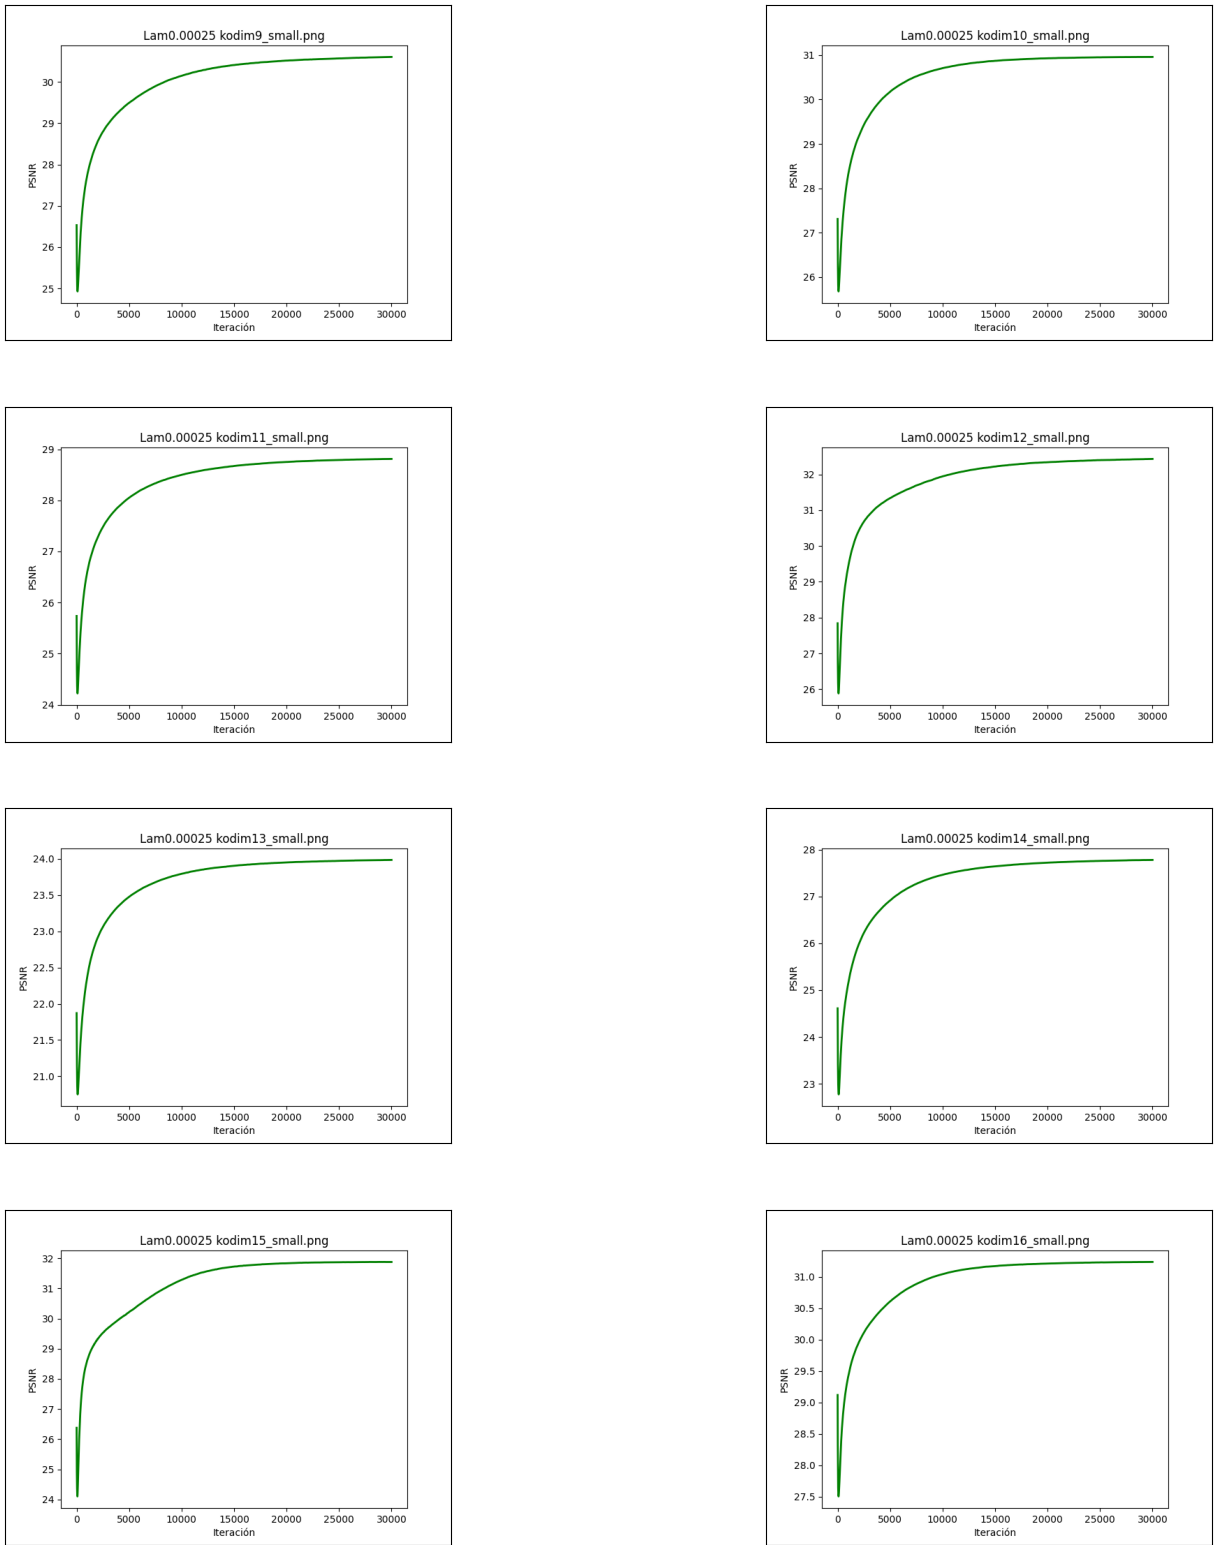 Lam0.00025 kodim9_small.png
30
29
28
27
26
25
PSNR
0 5000 10000 15000 20000 25000 30000
Iteración
Lam0.00025 kodim10_small.png
31
30
29
28
27
26
PSNR
0 5000 10000 15000 20000 25000 30000
Iteración
Lam0.00025 kodim11_small.png
29
28
27
26
25
24
PSNR
0 5000 10000 15000 20000 25000 30000
Iteración
Lam0.00025 kodim12_small.png
32
31
30
29
28
27
26
PSNR
0 5000 10000 15000 20000 25000 30000
Iteración
Lam0.00025 kodim13_small.png
24.0
23.5
23.0
22.5
22.0
21.5
21.0
PSNR
0 5000 10000 15000 20000 25000 30000
Iteración
Lam0.00025 kodim14_small.png
28
27
26
25
24
23
PSNR
0 5000 10000 15000 20000 25000 30000
Iteración
Lam0.00025 kodim15_small.png
32
31
30
29
28
27
26
25
24
PSNR
0 5000 10000 15000 20000 25000 30000
Iteración
Lam0.00025 kodim16_small.png
31.0
30.5
30.0
29.5
29.0
28.5
28.0
27.5
PSNR
0 5000 10000 15000 20000 25000 30000
Iteración